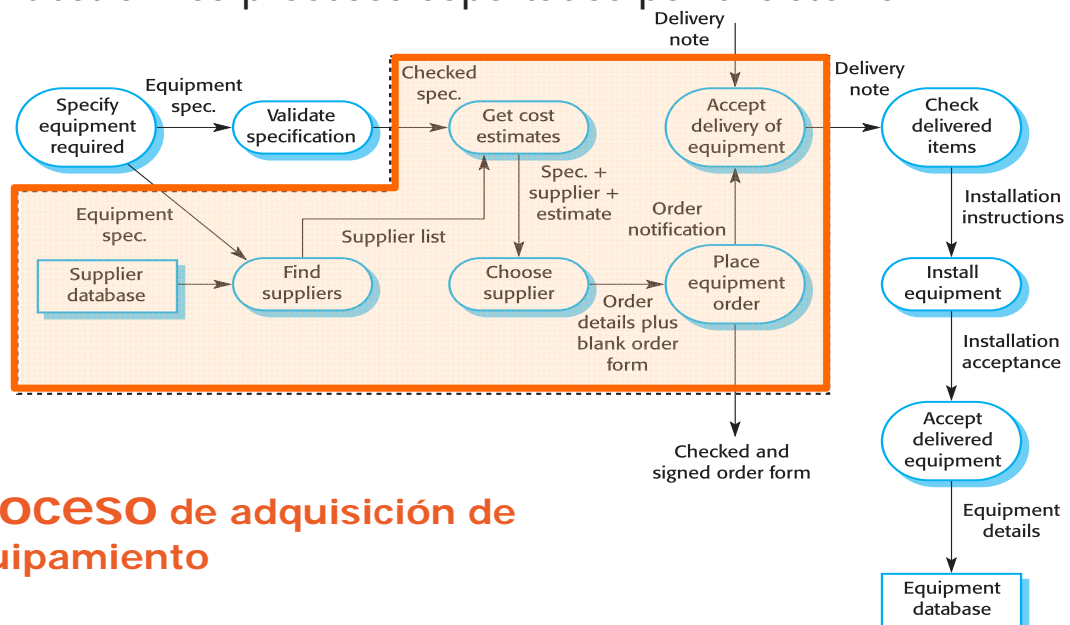 Delivery
note
Checked
spec.
Delivery
note
Equipment
spec.
Specify
equipment
required
Validate
specification
Get cost
estimates
Accept
delivery of
equipment
Check
delivered
items
Spec. +
supplier +
estimate
Installation
instructions
Equipment
spec.
Supplier list
Order
notification
Supplier
database
Find
suppliers
Choose
supplier
Place
equipment
order
Install
equipment
Order
details plus
blank order
form
Installation
acceptance
Checked and
signed order form
Accept
delivered
equipment
oceso de adquisición de
uipamiento
Equipment
details
Equipment
database